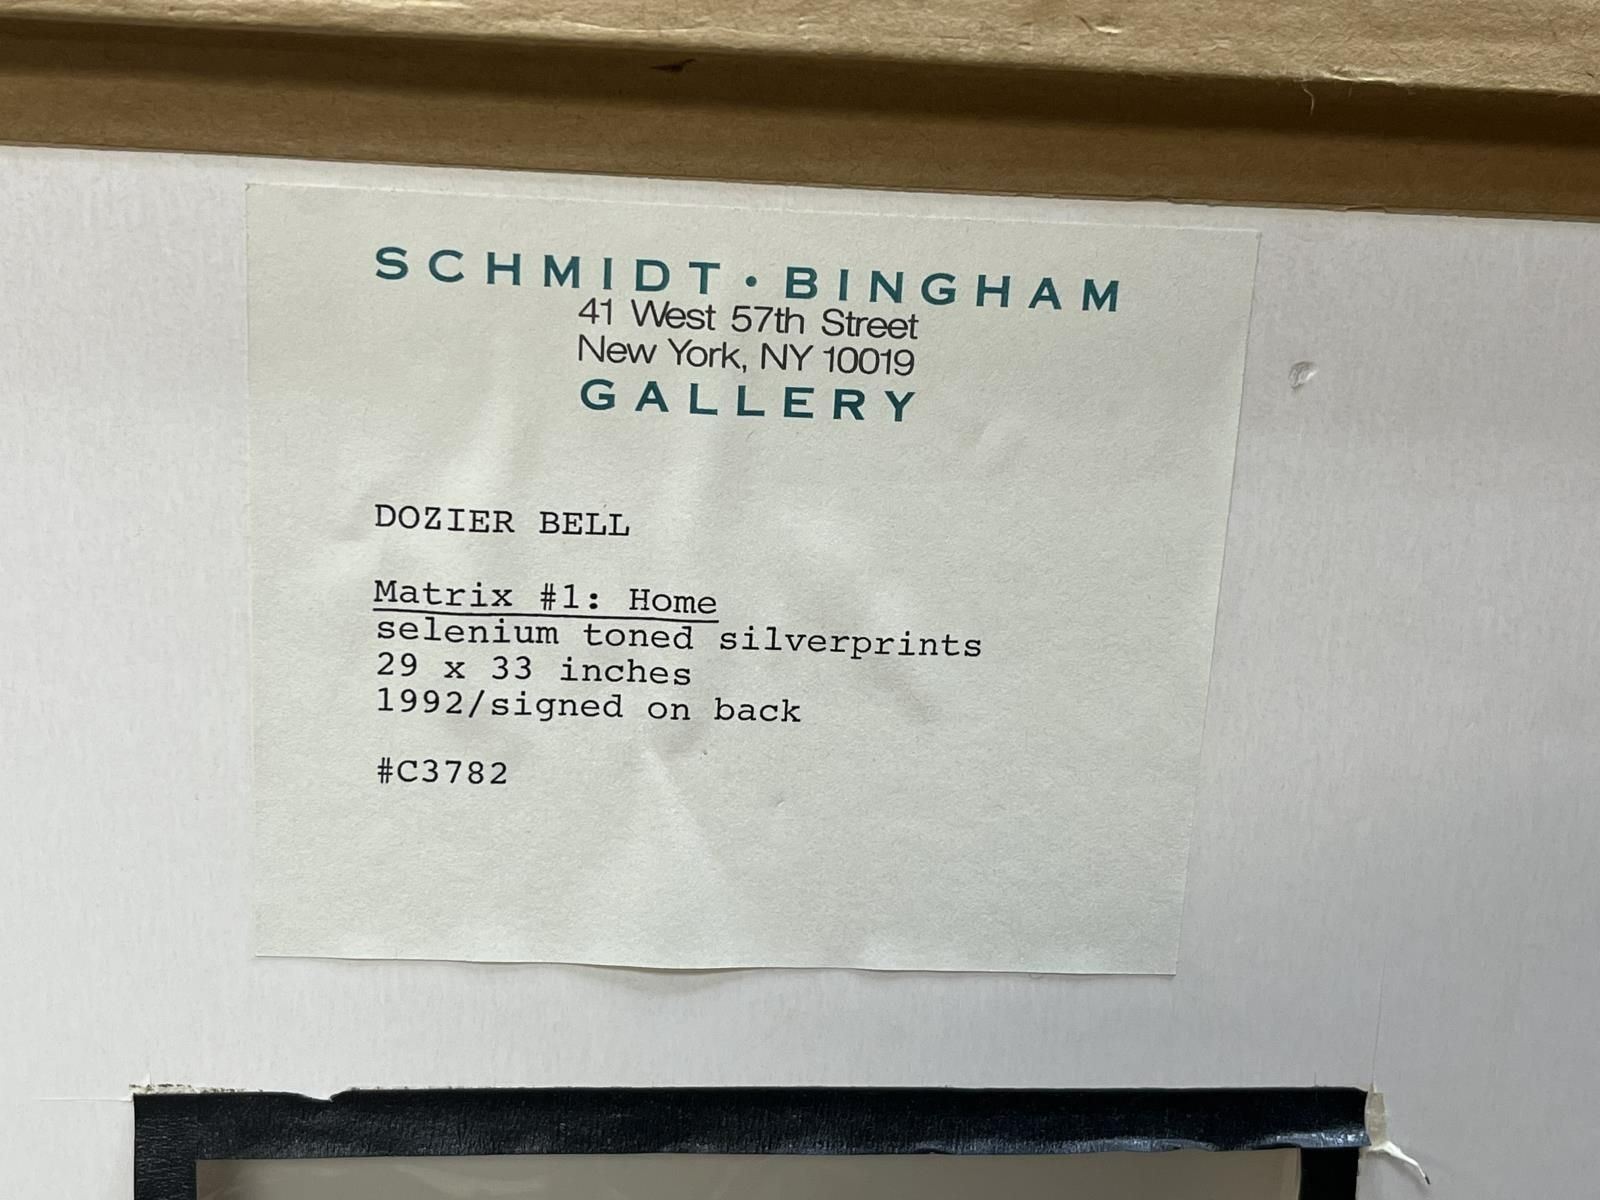 SCHMIDT • BINGHAM
41 West 57th Street
New York, NY 10019
GALLERY
DOZIER BELL
Matrix #1: Home
selenium toned silverprints
29 x 33 inches
1992/signed on back
#C3782